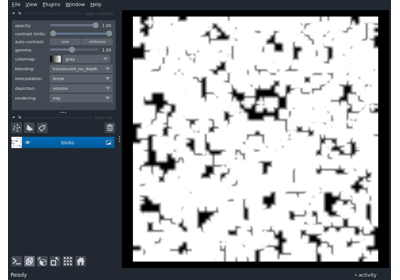 File View Plugins Window Help
opacity: 1.00
contrast limits:
auto-contrast: once continuous
gamma: 1.00
colormap: gray
blending: translucent_no_depth
interpolation: linear
depiction: volume
rendering: mip
blobs
Ready
activity